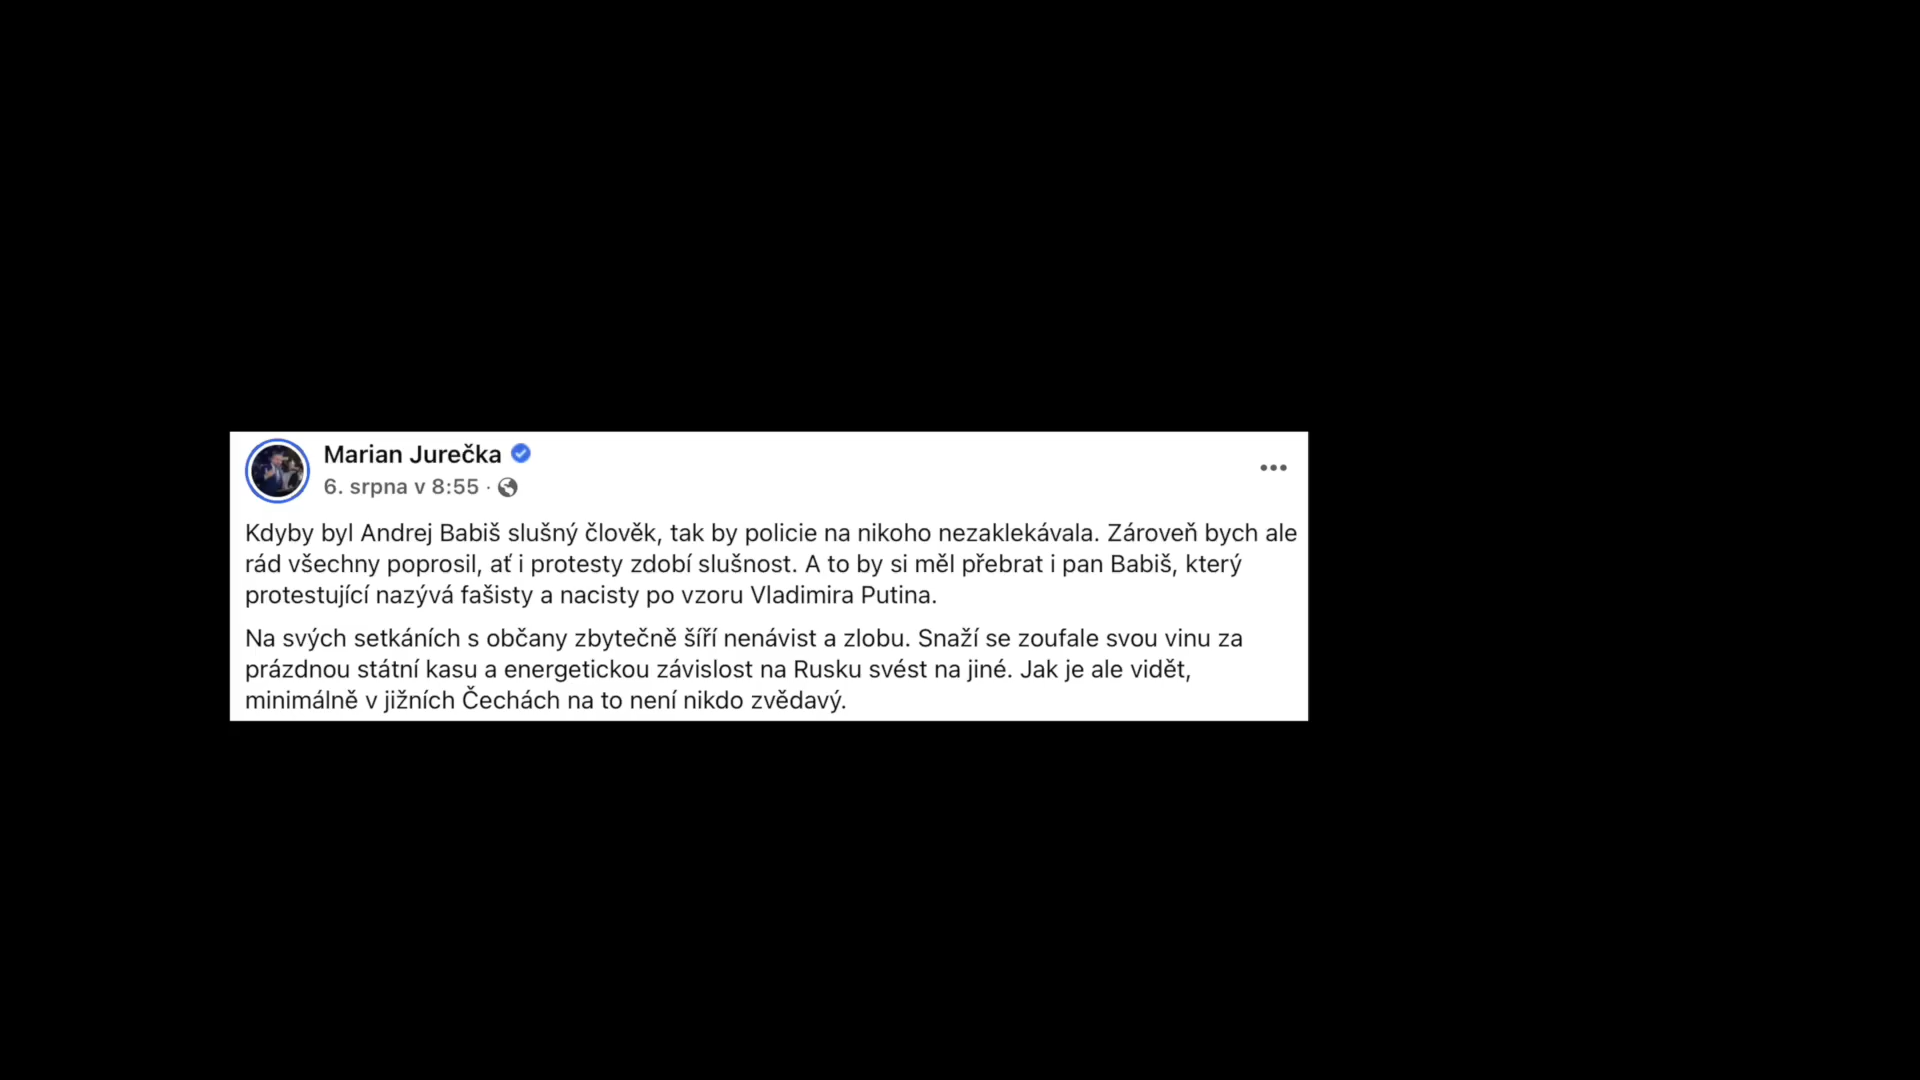 Marian Jurečka
6. srpna v 8:55 ·
Kdyby byl Andrej Babiš slušný člověk, tak by policie na nikoho nezaklekávala. Zároveň bych ale
rád všechny poprosil, ať i protesty zdobí slušnost. A to by si měl přebrat i pan Babiš, který
protestující nazývá fašisty a nacisty po vzoru Vladimira Putina.
Na svých setkáních s občany zbytečně šíří nenávist a zlobu. Snaží se zoufale svou vinu za
prázdnou státní kasu a energetickou závislost na Rusku svést na jiné. Jak je ale vidět,
minimálně v jižních Čechách na to není nikdo zvědavý.